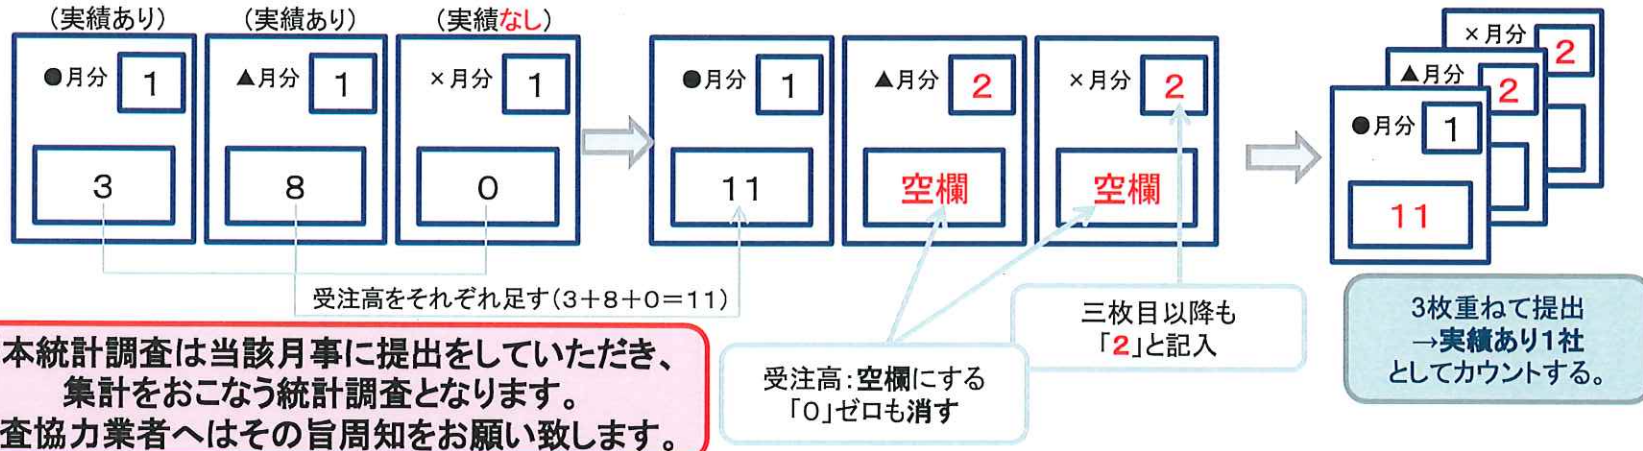 (実績あり)
(実績あり)
(実績なし)
●月分 1
▲月分 1
×月分 1
3
8
0
●月分 1
▲月分 2
×月分 2
11
空欄
空欄
×月分 2
▲月分 2
●月分 1
11
受注高をそれぞれ足す(3+8+0=11)
本統計調査は当該月事に提出をしていただき、
集計をおこなう統計調査となります。
査協力業者へはその旨周知をお願い致します。
受注高:空欄にする
「0」ゼロも消す
三枚目以降も
「2」と記入
3枚重ねて提出
→実績あり1社
としてカウントする。